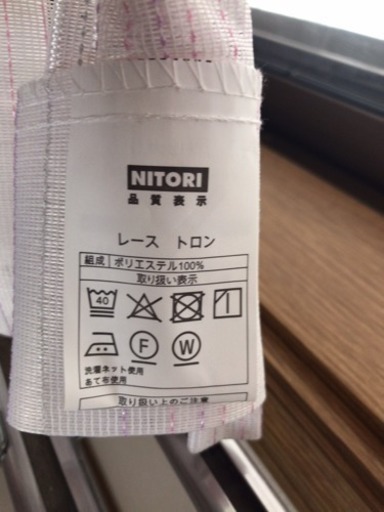 NITORI
品質表示
レース トロン
組成 ポリエステル100%
取り扱い表示
40
F W
洗濯ネット使用
あて布使用
取り扱い上のご注意